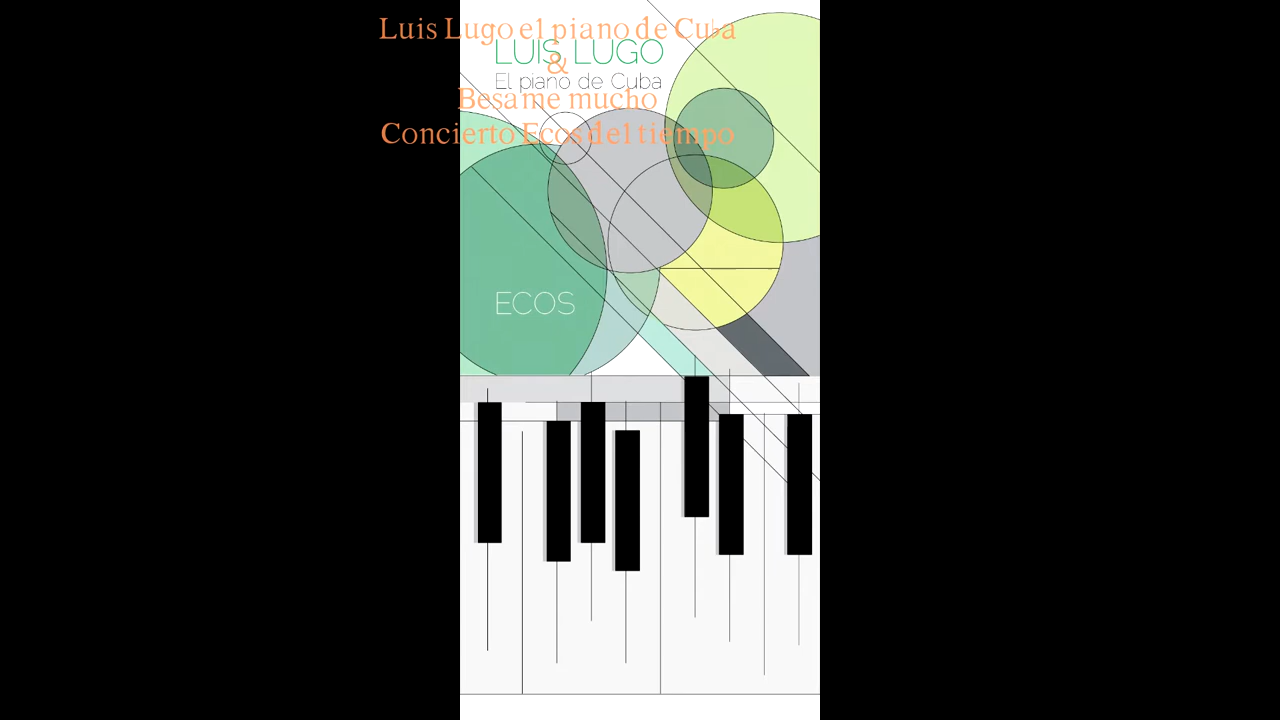 Luis Lugo el piano de Cuba
LUIS LUGO
&
El piano de Cuba
Besame mucho
Concierto Ecos del tiempo
ECOS